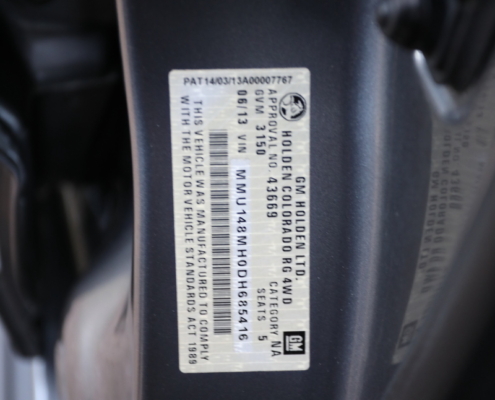 PAT14/03/13A00007767
GM HOLDEN LTD.
HOLDEN COLORADO RG 4WD
APPROVAL NO. 43669 CATEGORY NA
GVM 3150 SEATS 5
06/13 VIN MMU148MH0DH685416
THIS VEHICLE WAS MANUFACTURED TO COMPLY
WITH THE MOTOR VEHICLE STANDARDS ACT 1989
GM